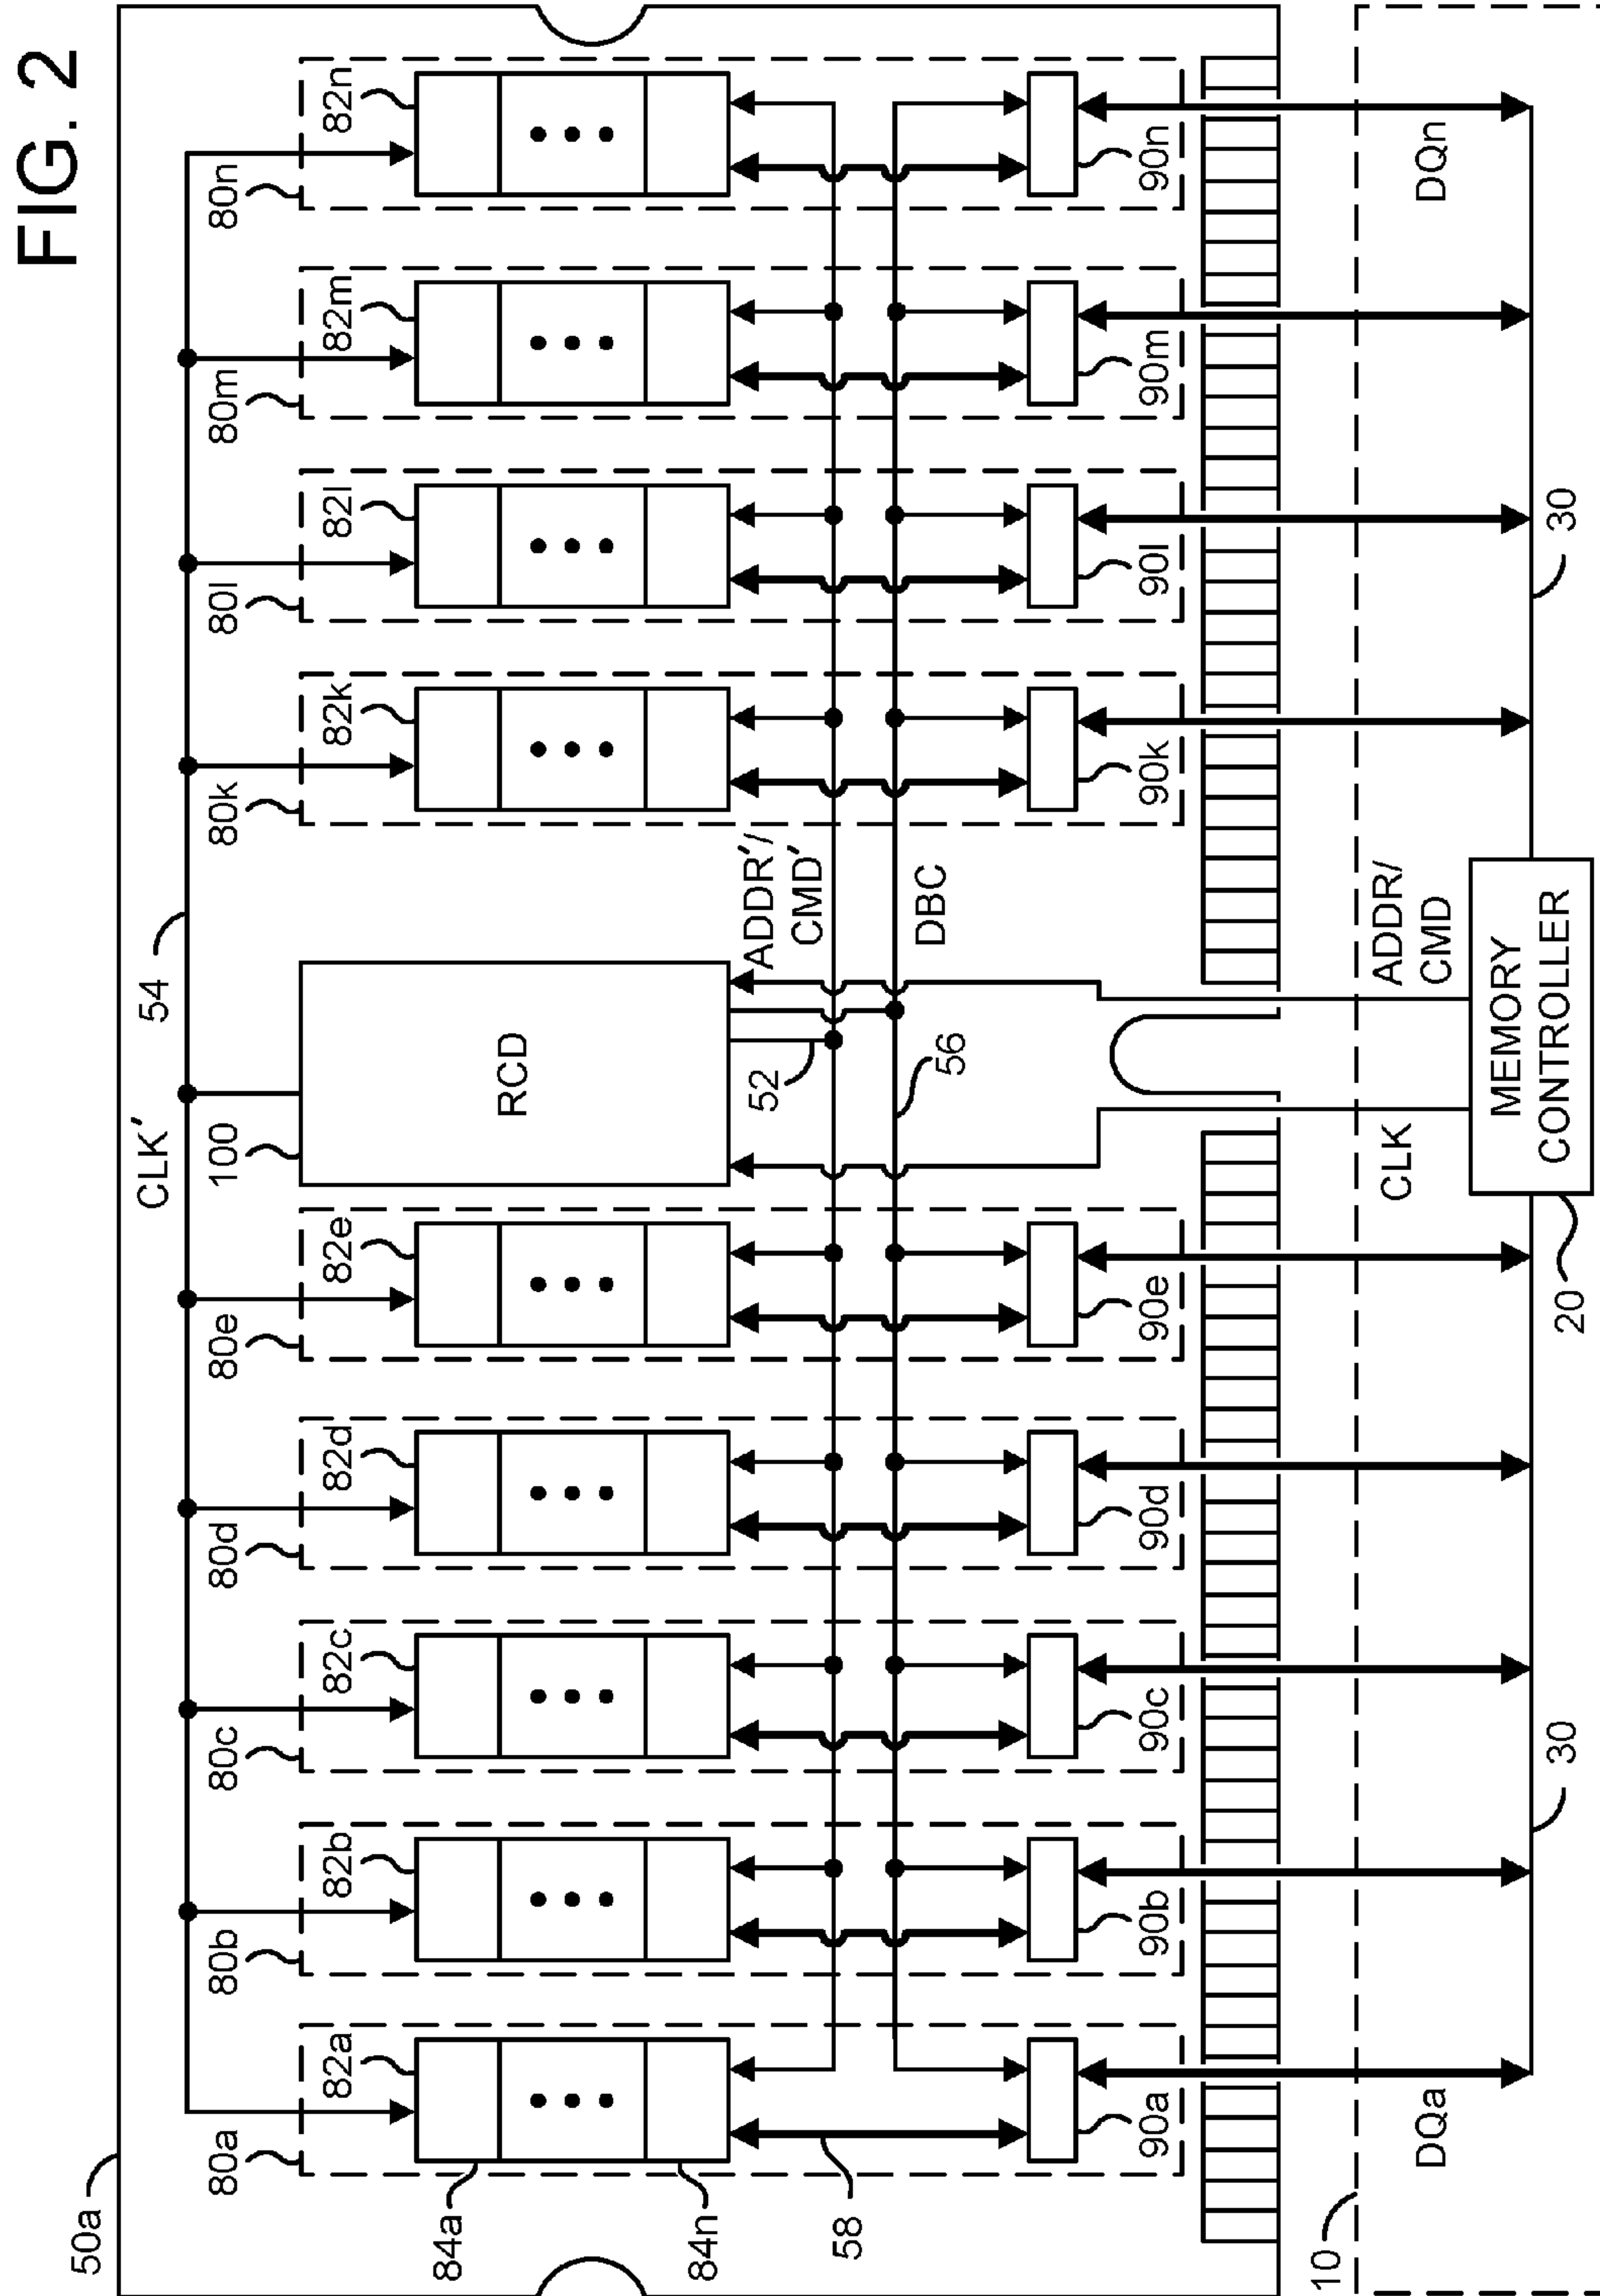 FIG. 2
50a
CLK'
54
80a
80b
80c
80d
80e
100
80k
80l
80m
80n
82a
82b
82c
82d
82e
82k
82l
82m
82n
84a
84n
RCD
58
52
ADDR'/
CMD'
56
DBC
90a
90b
90c
90d
90e
90k
90l
90m
90n
10
DQa
CLK
ADDR/
CMD
DQn
30
20
MEMORY
CONTROLLER
30